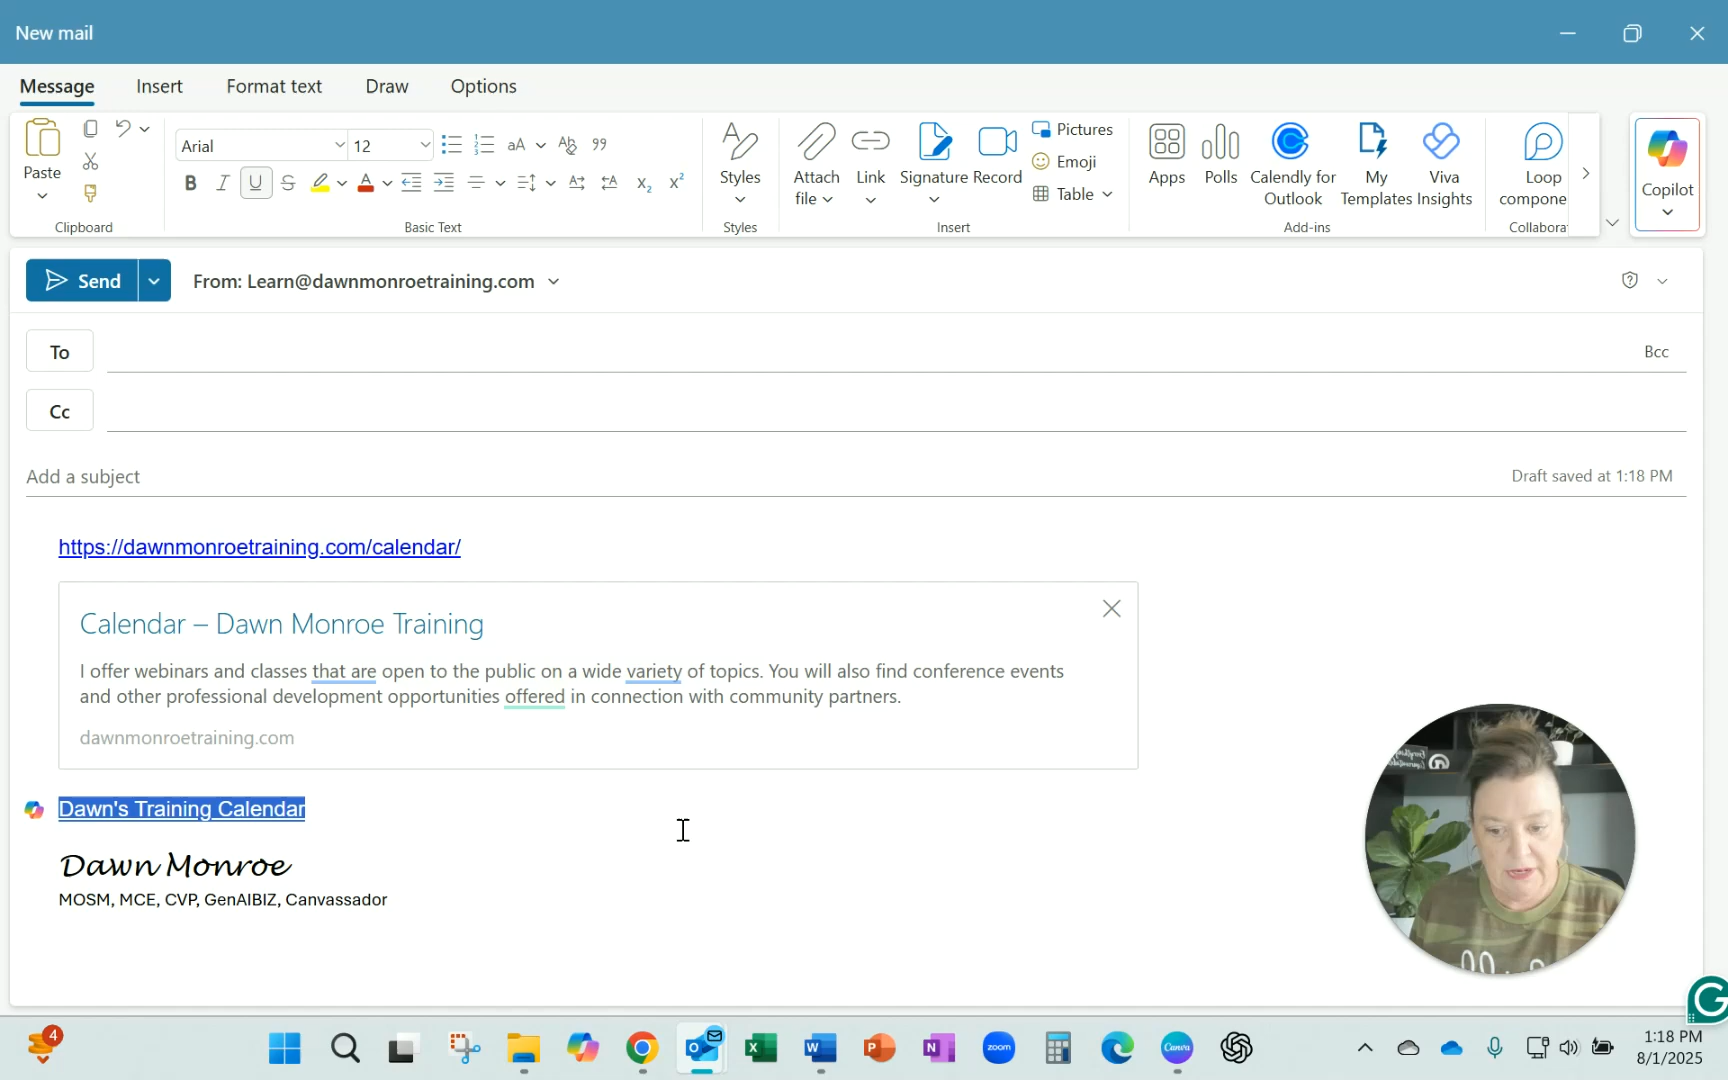 New mail
Message Insert Format text Draw Options
Paste
Clipboard
Arial 12
Basic Text
Styles
Styles
Attach file
Link
Signature
Record
Pictures
Emoji
Table
Insert
Apps
Polls
Calendly for Outlook
My Templates
Viva Insights
Add-ins
Loop compone
Collabora
Copilot
Send From: Learn@dawnmonroetraining.com
To Bcc
Cc
Add a subject Draft saved at 1:18 PM
https://dawnmonroetraining.com/calendar/
Calendar – Dawn Monroe Training
I offer webinars and classes that are open to the public on a wide variety of topics. You will also find conference events
and other professional development opportunities offered in connection with community partners.
dawnmonroetraining.com
Dawn's Training Calendar
Dawn Monroe
MOSM, MCE, CVP, GenAIBIZ, Canvassador
4
zoom
Canva
1:18 PM
8/1/2025